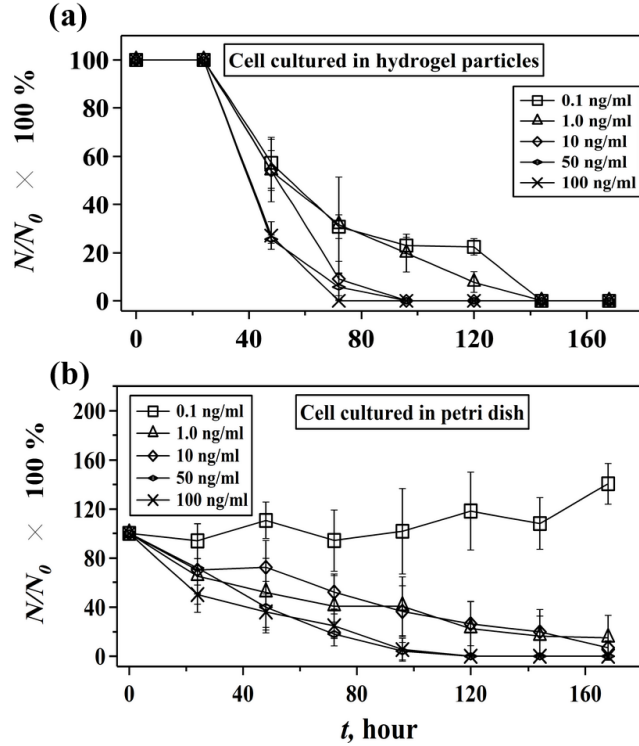 (a)
Cell cultured in hydrogel particles
100
80
60
40
20
0
N/N0 × 100 %
0.1 ng/ml
1.0 ng/ml
10 ng/ml
50 ng/ml
100 ng/ml
0 40 80 120 160
(b)
Cell cultured in petri dish
200
160
120
80
40
0
N/N0 × 100 %
0.1 ng/ml
1.0 ng/ml
10 ng/ml
50 ng/ml
100 ng/ml
0 40 80 120 160
t, hour